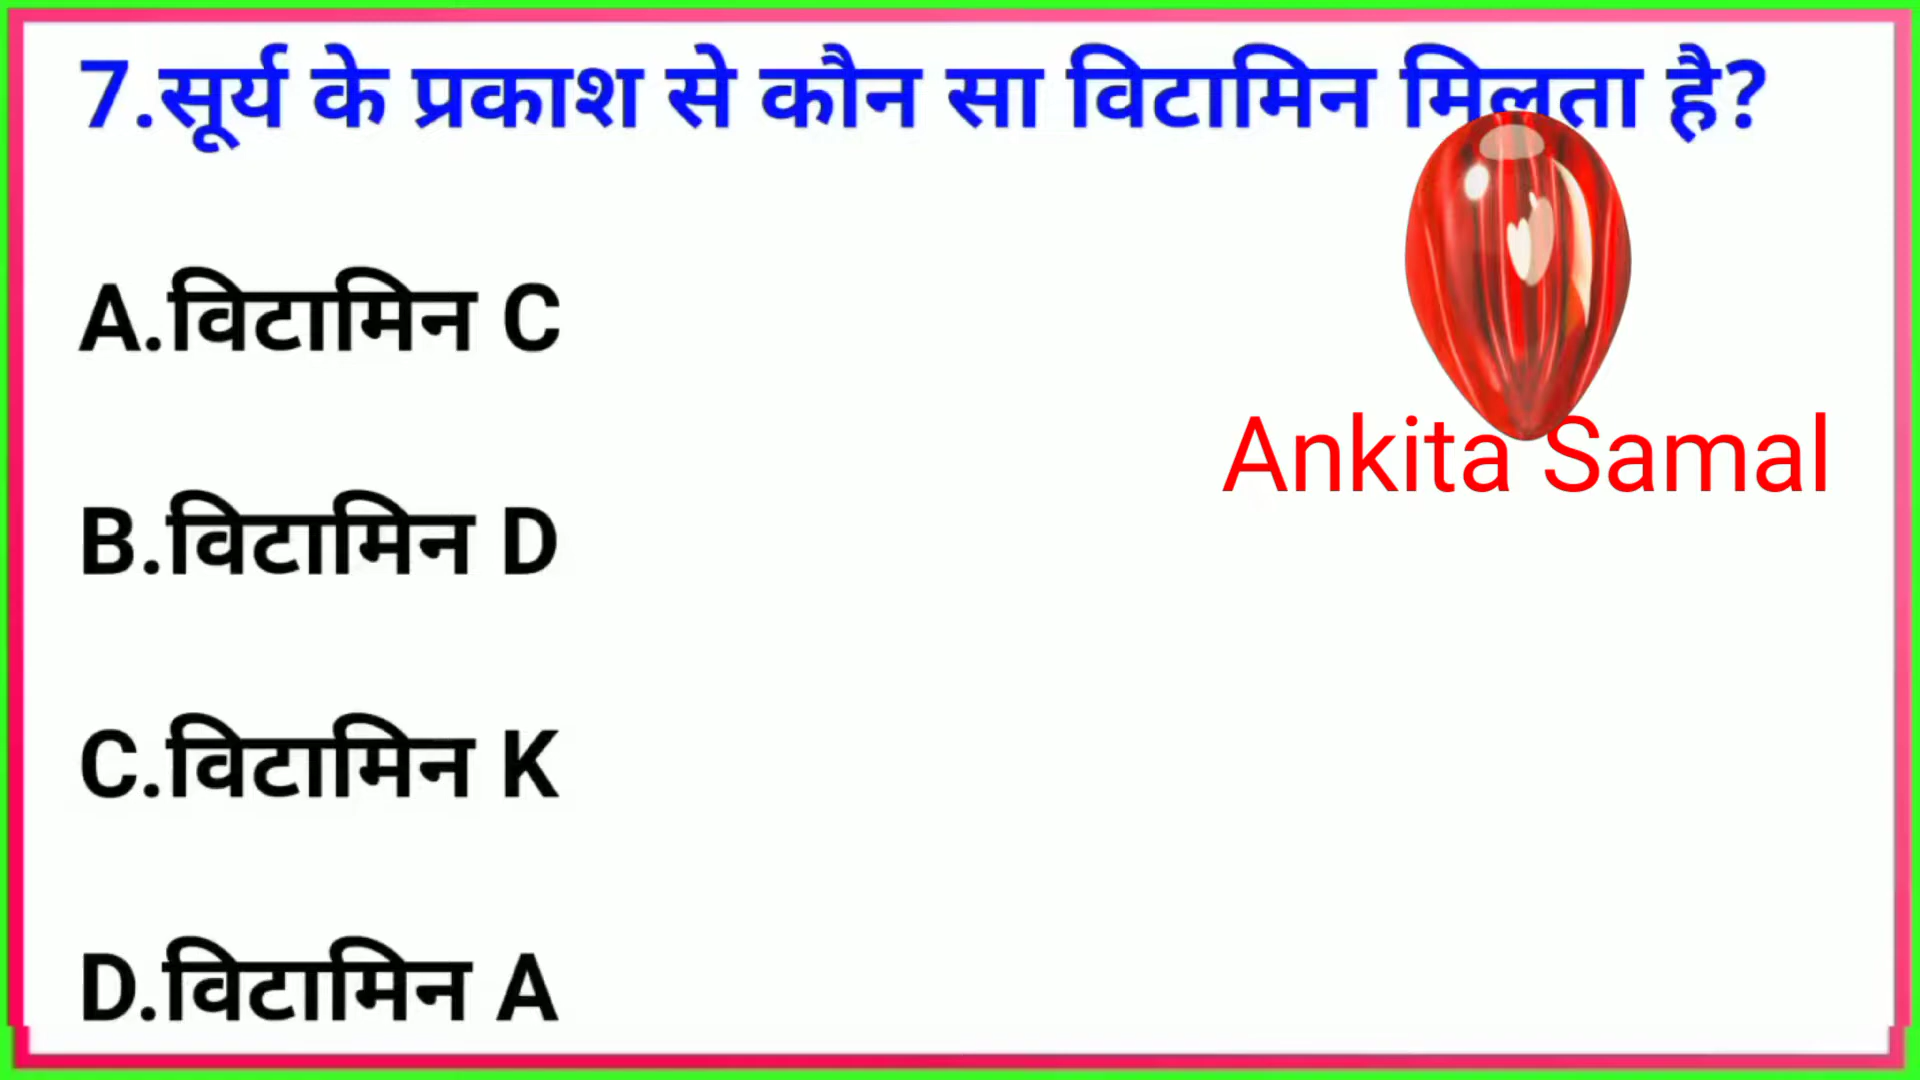 7.सूर्य के प्रकाश से कौन सा विटामिन मिलता है?
A.विटामिन C
Ankita Samal
B.विटामिन D
C.विटामिन K
D.विटामिन A